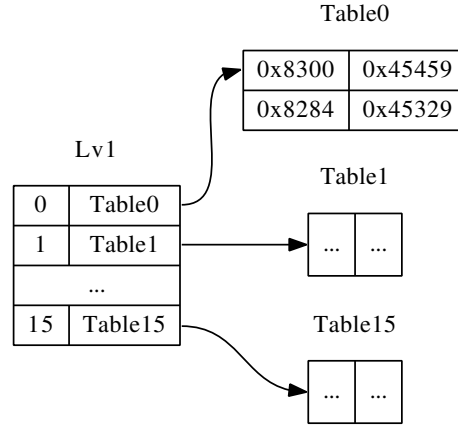 Table0
0x8300 0x45459
0x8284 0x45329
Lv1
0 Table0
1 Table1
...
15 Table15
Table1
... ...
Table15
... ...